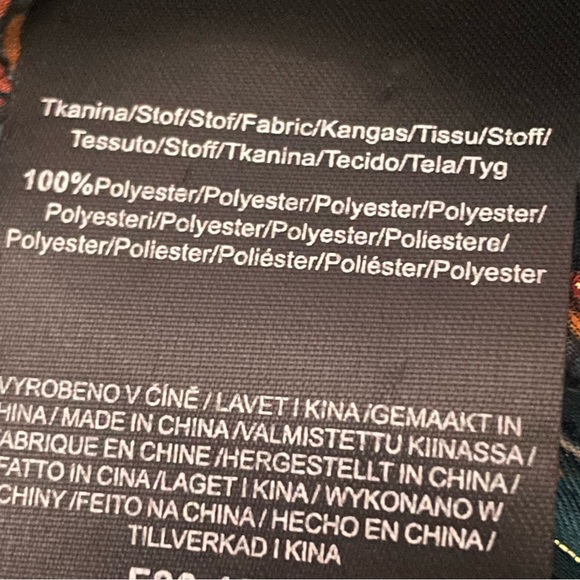 Tkanina/Stof/Stof/Fabric/Kangas/Tissu/Stoff/
Tessuto/Stoff/Tkanina/Tecido/Tela/Tyg
100%Polyester/Polyester/Polyester/Polyester/
Polyesteri/Polyester/Polyester/Poliestere/
Polyester/Poliester/Poliéster/Poliéster/Polyester
VYROBENO V ČÍNĚ / LAVET I KINA /GEMAAKT IN
HINA / MADE IN CHINA /VALMISTETTU KIINASSA /
FABRIQUE EN CHINE /HERGESTELLT IN CHINA /
FATTO IN CINA /LAGET I KINA / WYKONANO W
CHINY /FEITO NA CHINA / HECHO EN CHINA /
TILLVERKAD I KINA